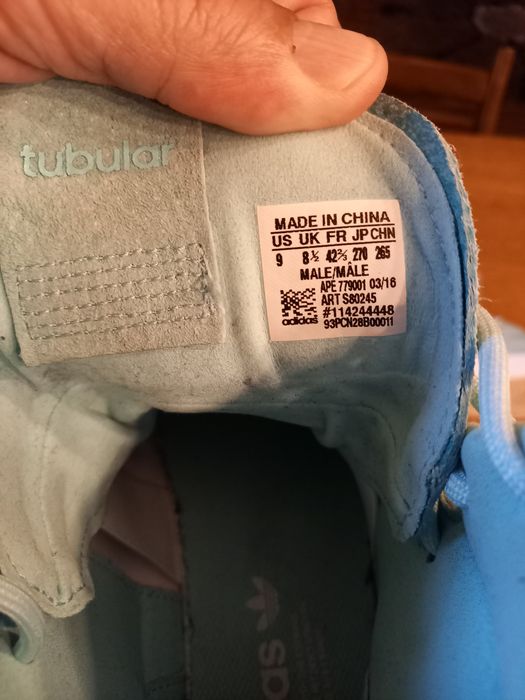 tubular
MADE IN CHINA
US UK FR JP CHN
9 8½ 42⅔ 270 265
MALE/MÂLE
APE 779001 03/16
ART S80245
#114244448
adidas 93PCN28B00011
das